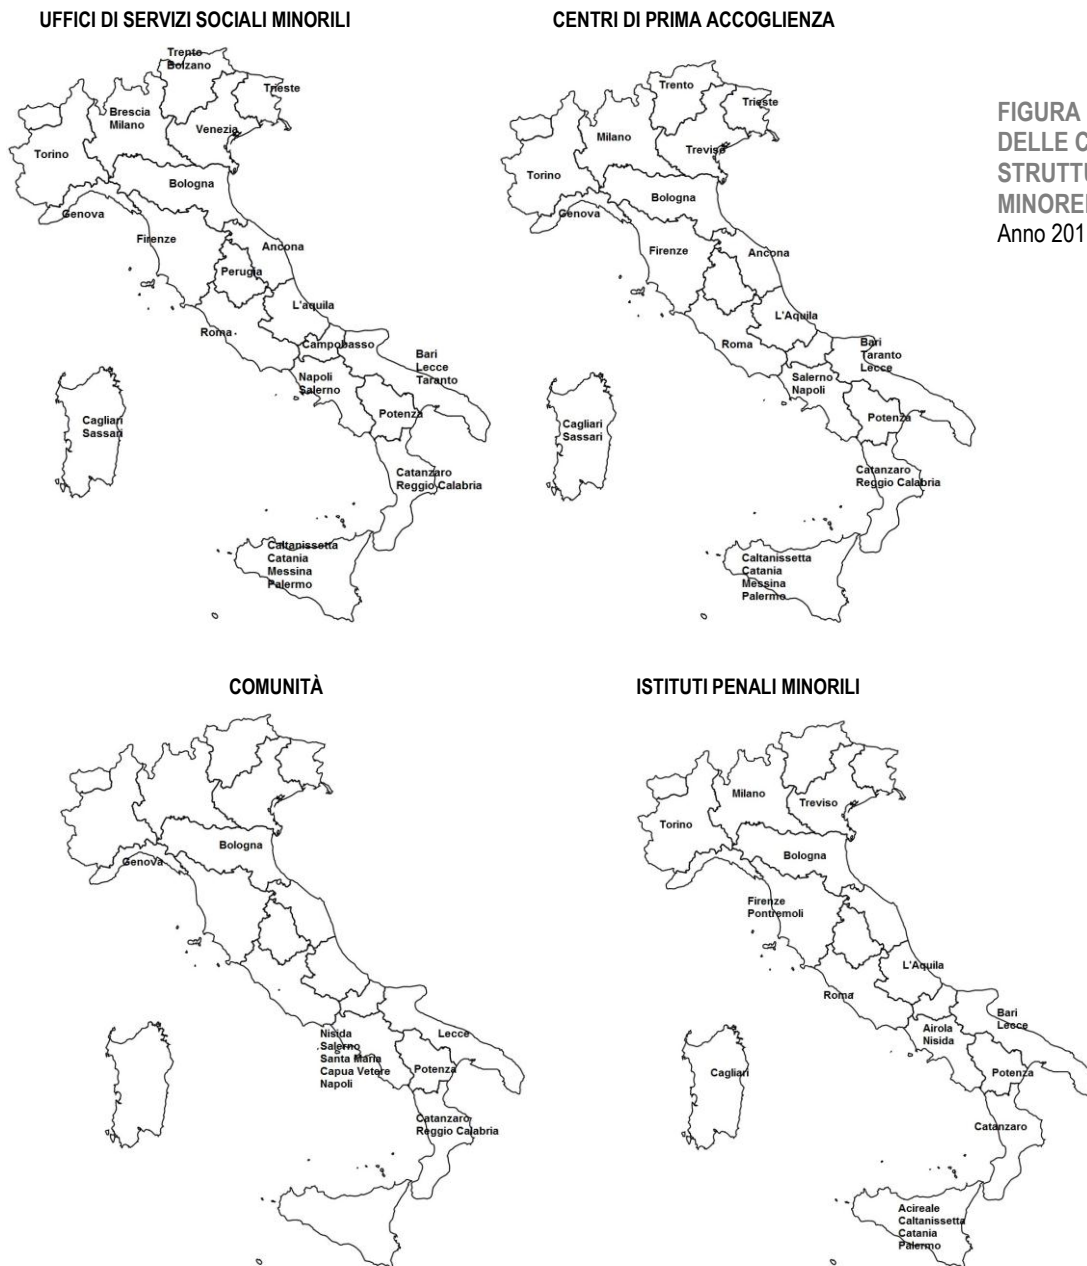 UFFICI DI SERVIZI SOCIALI MINORILI
Trento
Bolzano
Trieste
Brescia
Milano
Venezia
Torino
Bologna
Genova
Firenze
Ancona
Perugia
L'aquila
Roma
Campobasso
Bari
Lecce
Taranto
Napoli
Salerno
Potenza
Cagliari
Sassari
Catanzaro
Reggio Calabria
Caltanissetta
Catania
Messina
Palermo
CENTRI DI PRIMA ACCOGLIENZA
Trento
Trieste
Milano
Treviso
Torino
Bologna
Genova
Firenze
Ancona
L'Aquila
Roma
Bari
Taranto
Lecce
Salerno
Napoli
Potenza
Cagliari
Sassari
Catanzaro
Reggio Calabria
Caltanissetta
Catania
Messina
Palermo
FIGURA
DELLE C
STRUTTU
MINORE
Anno 201
COMUNITÀ
Bologna
Genova
Nisida
Salerno
Santa Maria
Capua Vetere
Napoli
Lecce
Potenza
Catanzaro
Reggio Calabria
ISTITUTI PENALI MINORILI
Milano
Treviso
Torino
Bologna
Firenze
Pontremoli
L'Aquila
Roma
Bari
Lecce
Airola
Nisida
Potenza
Cagliari
Catanzaro
Acireale
Caltanissetta
Catania
Palermo